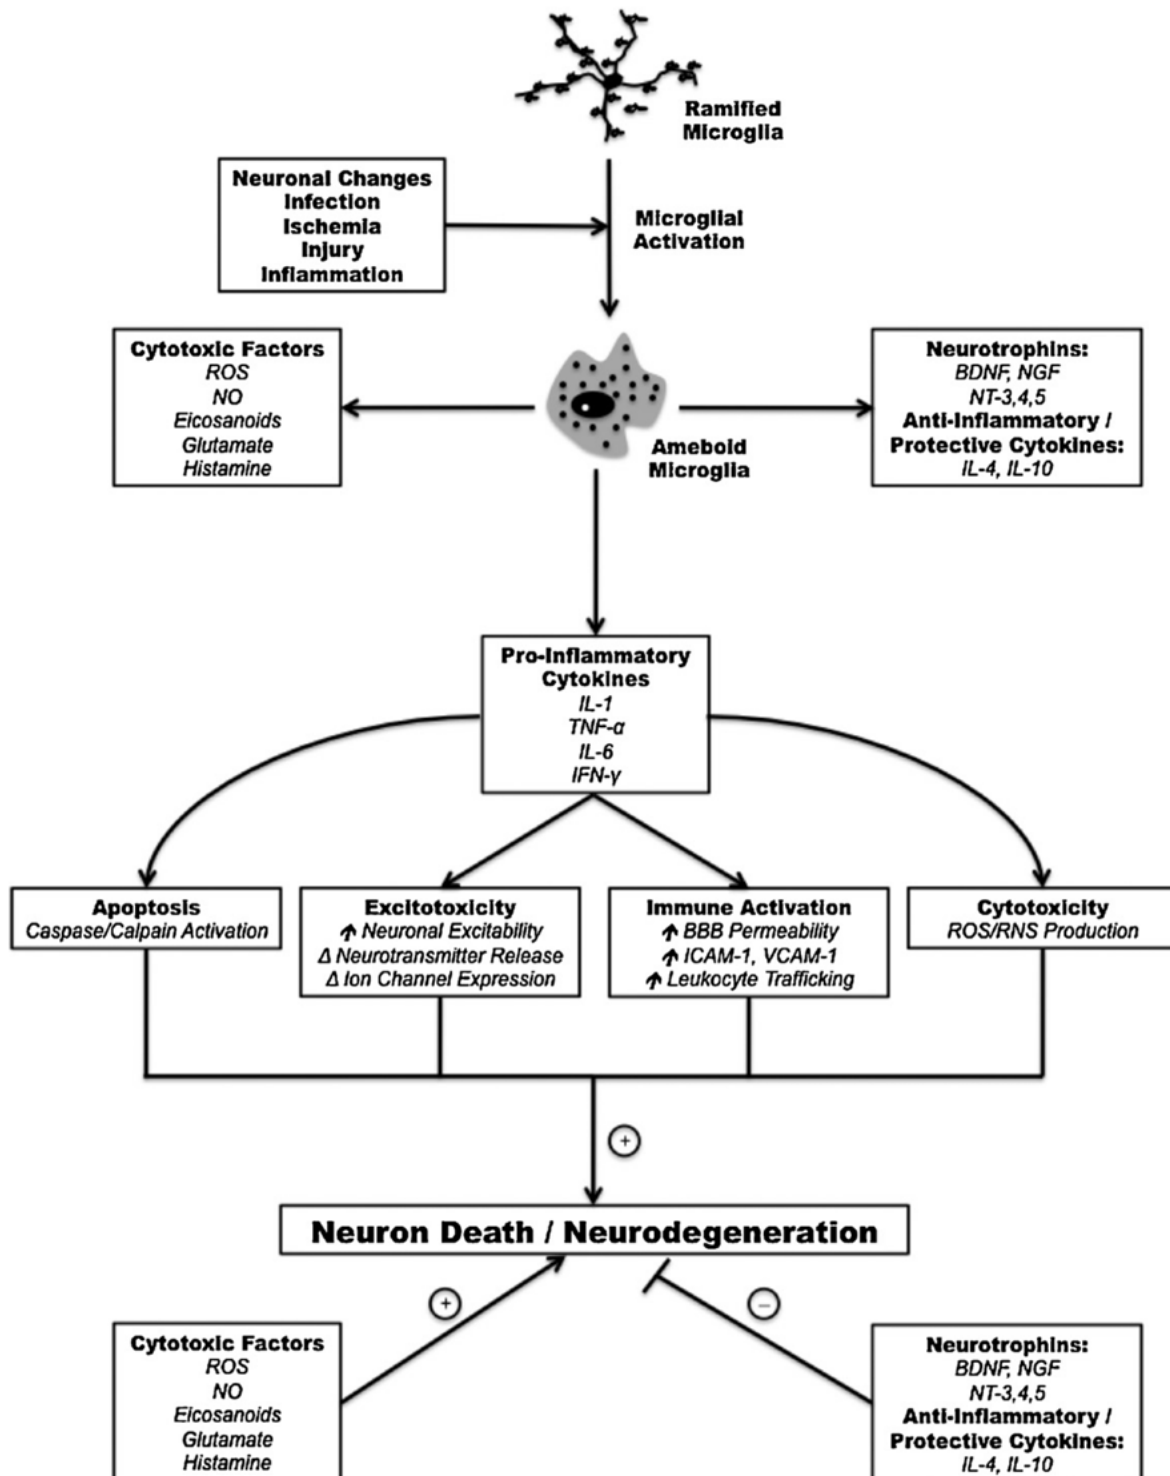 Ramified
Microglia
Neuronal Changes
Infection
Ischemia
Injury
Inflammation
Microglial
Activation
Cytotoxic Factors
ROS
NO
Eicosanoids
Glutamate
Histamine
Ameboid
Microglia
Neurotrophins:
BDNF, NGF
NT-3,4,5
Anti-Inflammatory /
Protective Cytokines:
IL-4, IL-10
Pro-Inflammatory
Cytokines
IL-1
TNF-α
IL-6
IFN-γ
Apoptosis
Caspase/Calpain Activation
Excitotoxicity
↑ Neuronal Excitability
Δ Neurotransmitter Release
Δ Ion Channel Expression
Immune Activation
↑ BBB Permeability
↑ ICAM-1, VCAM-1
↑ Leukocyte Trafficking
Cytotoxicity
ROS/RNS Production
+
Neuron Death / Neurodegeneration
+
−
Cytotoxic Factors
ROS
NO
Eicosanoids
Glutamate
Histamine
Neurotrophins:
BDNF, NGF
NT-3,4,5
Anti-Inflammatory /
Protective Cytokines:
IL-4, IL-10